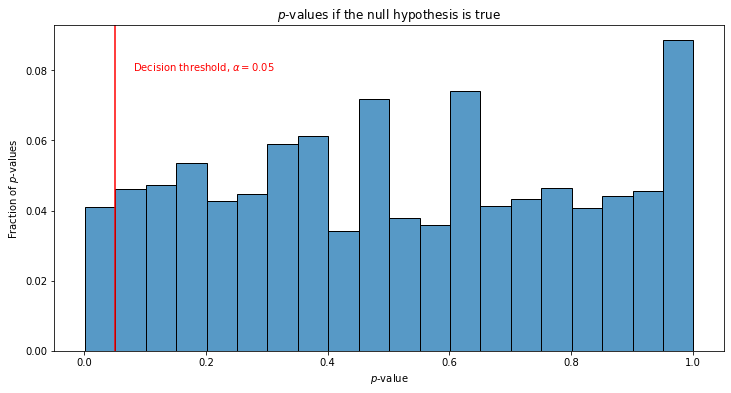 p-values if the null hypothesis is true
Decision threshold, α = 0.05
Fraction of p-values
0.08
0.06
0.04
0.02
0.00
0.0 0.2 0.4 0.6 0.8 1.0
p-value